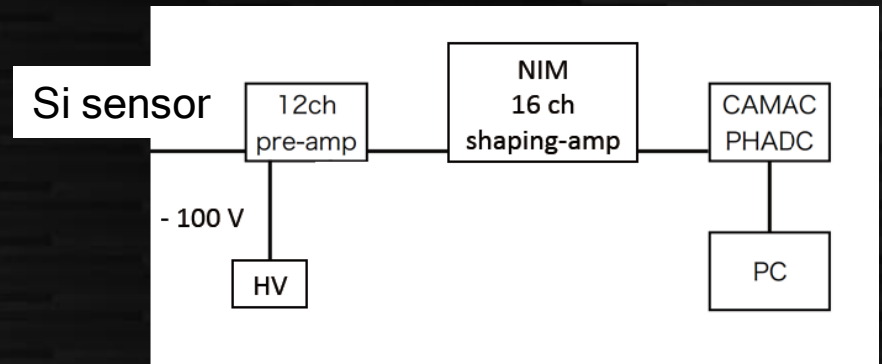 Si sensor
12ch
pre-amp
NIM
16 ch
shaping-amp
CAMAC
PHADC
- 100 V
HV
PC